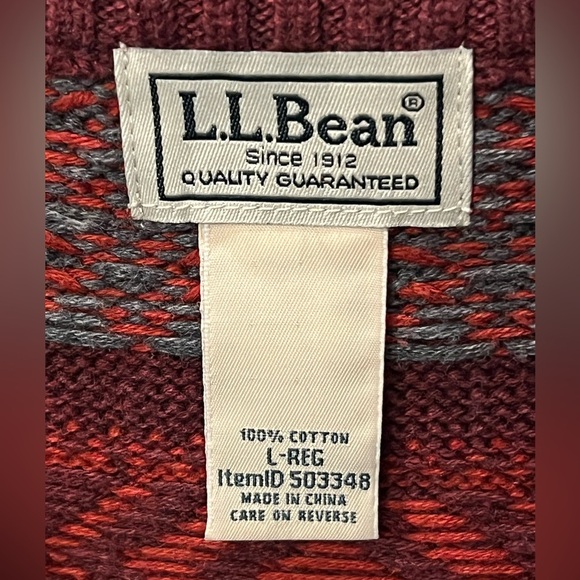 L.L.Bean®
Since 1912
QUALITY GUARANTEED
100% COTTON
L-REG
ItemID 503348
MADE IN CHINA
CARE ON REVERSE